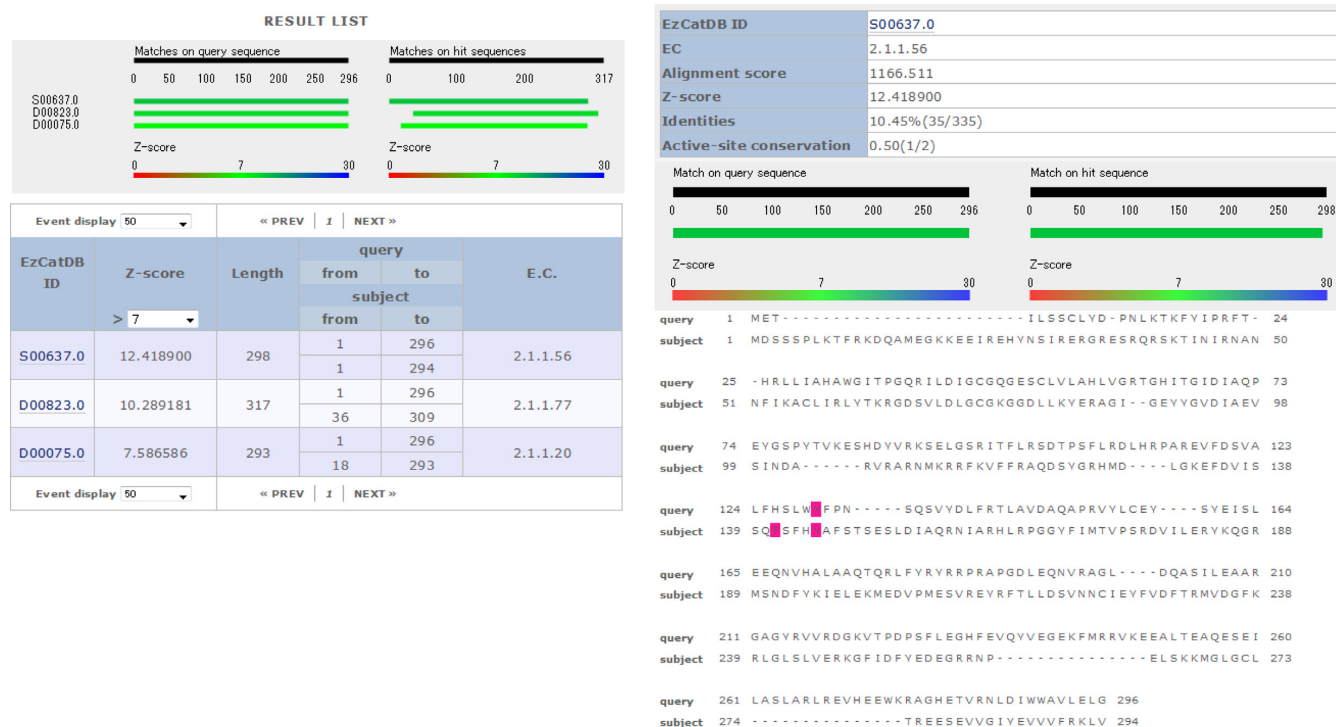 RESULT LIST
Matches on query sequence
Matches on hit sequences
0 50 100 150 200 250 296
0 100 200 317
S00637.0
D00823.0
D00075.0
Z-score
Z-score
0 7 30
0 7 30
Event display 50 « PREV 1 NEXT »
EzCatDB ID Z-score > 7 Length query from to subject from to E.C.
S00637.0 12.418900 298 1 296 2.1.1.56
1 294
D00823.0 10.289181 317 1 296 2.1.1.77
36 309
D00075.0 7.586586 293 1 296 2.1.1.20
18 293
Event display 50 « PREV 1 NEXT »
EzCatDB ID S00637.0
EC 2.1.1.56
Alignment score 1166.511
Z-score 12.418900
Identities 10.45%(35/335)
Active-site conservation 0.50(1/2)
Match on query sequence
Match on hit sequence
0 50 100 150 200 250 296
0 50 100 150 200 250 298
Z-score
Z-score
0 7 30
0 7 30
query 1 MET----------------------ILSSCLYD-PNLKTKFYIPRFT- 24
subject 1 MDSSSPLKTFRKDQAMEGKKEEIREHYNSIRERGRESRQRSKTINIRNAN 50
query 25 -HRLLIAHAWGITPGQRILDIGCGQGESCLVLAHLVGRTGHITGIDIAQP 73
subject 51 NFIKACLIRLYTKRGDSVLDLGCGKGGDLLKYERAGI--GEYYGVDIAEV 98
query 74 EYGSPYTVKESHDYVRKSELGSRITFLRSDTPSFLRDLHRPAREVFDSVA 123
subject 99 SINDA------RVRARNMKRRFKVFFRAQDSYGRHMD----LGKEFDVIS 138
query 124 LFHSLWYFPN-----SQSVYDLFRTLAVDAQAPRVYLCEY----SYEISL 164
subject 139 SQFSFHYAFSTSESLDIAQRNIARHLRPGGYFIMTVPSRDVILERYKQGR 188
query 165 EEQNVHALAAQTQRLFYRYRRPRAPGDLEQNVRAGL----DQASILEAAR 210
subject 189 MSNDFYKIELEKMEDVPMESVREYRFTLLDSVNNCIEYFVDFTRMVDGFK 238
query 211 GAGYRVVRDGKVTPDPSFLEGHFEVQYVEGEKFMRRVKEEALTEAQESEI 260
subject 239 RLGLSLVERKGFIDFYEDEGRRNP---------------ELSKKMGLGCL 273
query 261 LASLARLREVHEEWKRAGHETVRNLDIWWAVLELG 296
subject 274 --------------TREESEVVGIYEVVVFRKLV 294